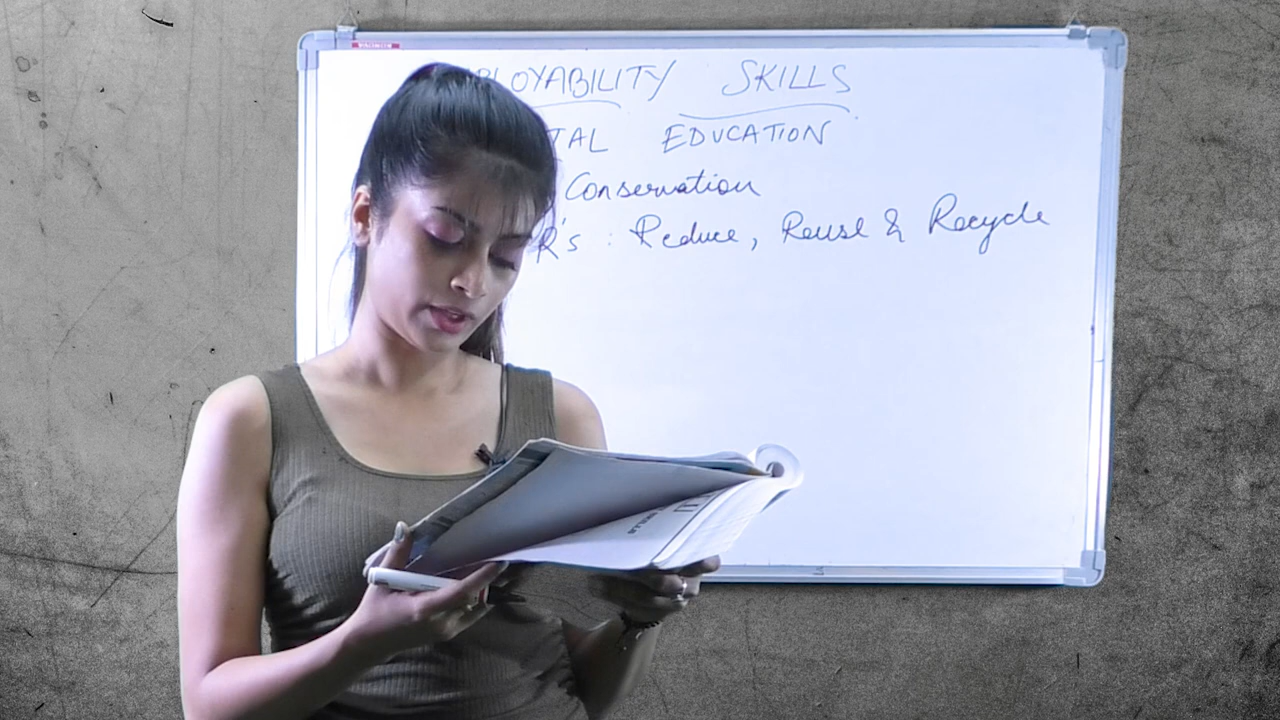 PLOYABILITY SKILLS
TAL EDUCATION
Conservation
R's : Reduce, Reuse & Recycle